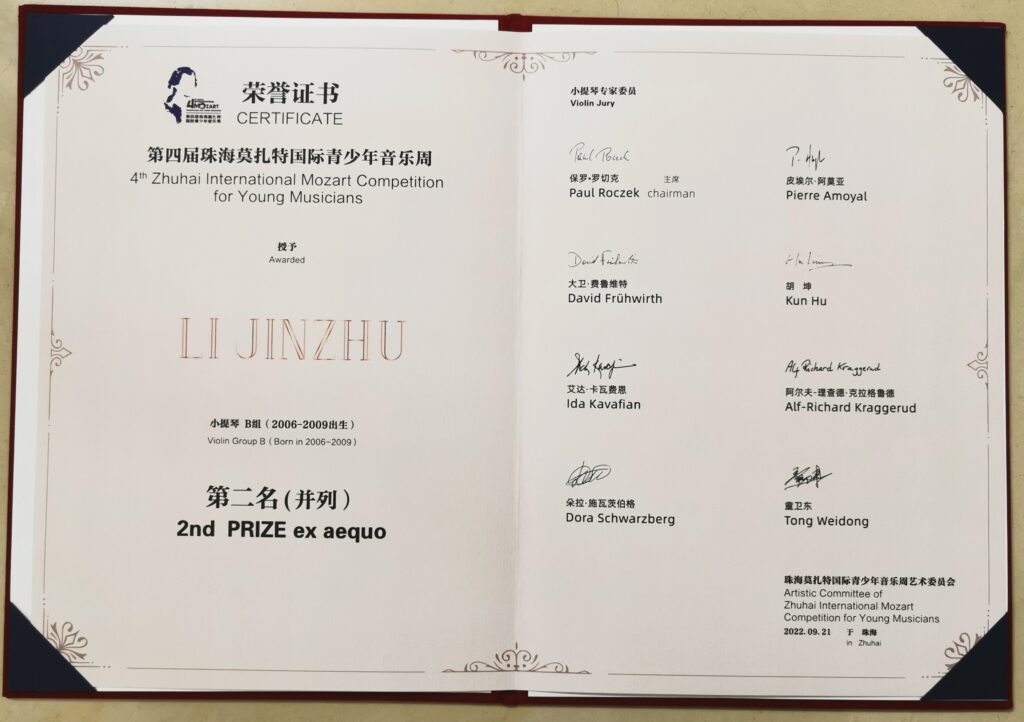 4 MOZART
荣誉证书
CERTIFICATE
第四届珠海莫扎特国际青少年音乐周
4th Zhuhai International Mozart Competition
for Young Musicians
授予
Awarded
LI JINZHU
小提琴 B组（2006-2009出生）
Violin Group B（Born in 2006-2009）
第二名(并列）
2nd PRIZE ex aequo
小提琴专家委员
Violin Jury
保罗·罗切克 主席
Paul Roczek chairman
皮埃尔·阿莫亚
Pierre Amoyal
David Frühwirth
大卫·费鲁维特
David Frühwirth
胡 坤
Kun Hu
艾达·卡瓦费恩
Ida Kavafian
Alf Richard Kraggerud
阿尔夫-理查德·克拉格鲁德
Alf-Richard Kraggerud
朵拉·施瓦茨伯格
Dora Schwarzberg
童卫东
Tong Weidong
珠海莫扎特国际青少年音乐周艺术委员会
Artistic Committee of
Zhuhai International Mozart
Competition for Young Musicians
2022.09.21 于 珠海
in Zhuhai